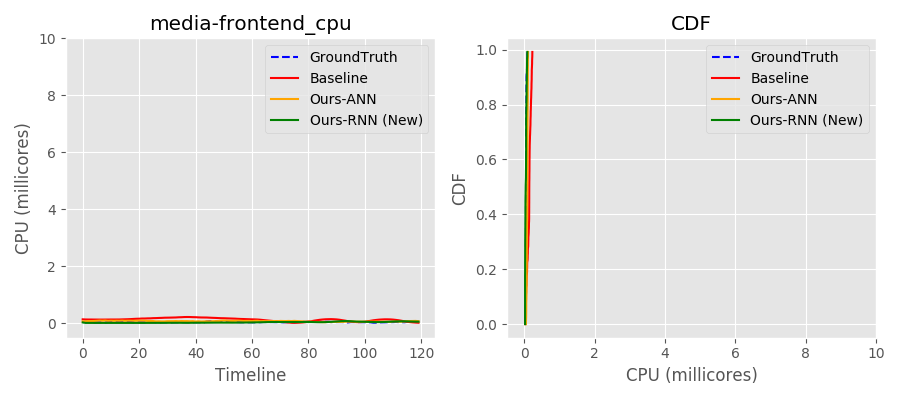 media-frontend_cpu
CPU (millicores)
10
8
6
4
2
0
0 20 40 60 80 100 120
Timeline
GroundTruth
Baseline
Ours-ANN
Ours-RNN (New)
CDF
CDF
1.0
0.8
0.6
0.4
0.2
0.0
0 2 4 6 8 10
CPU (millicores)
GroundTruth
Baseline
Ours-ANN
Ours-RNN (New)